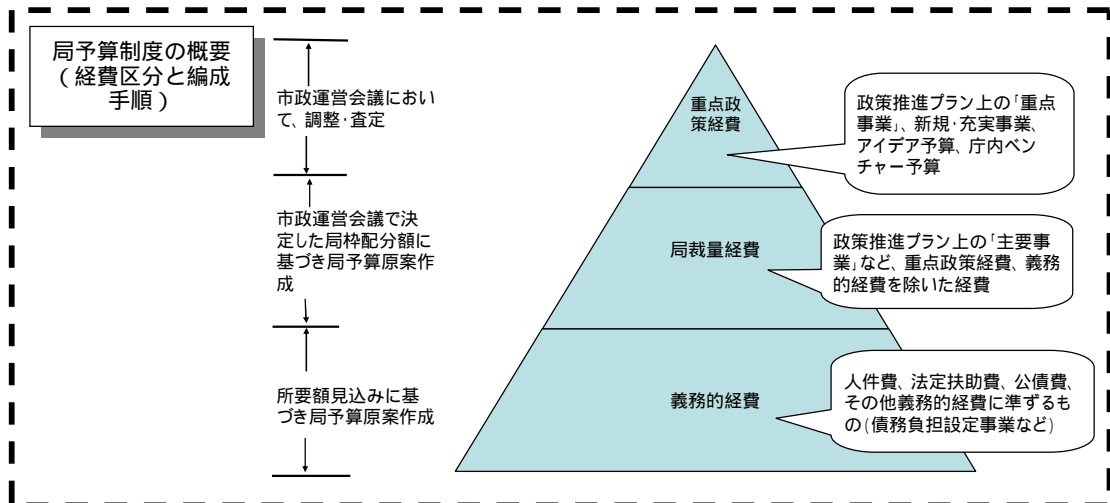 局予算制度の概要
(経費区分と編成
手順)
市政運営会議におい
て、調整・査定
市政運営会議で決
定した局枠配分額に
基づき局予算原案作
成
所要額見込みに基
づき局予算原案作成
重点政
策経費
局裁量経費
義務的経費
政策推進プラン上の「重点
事業」、新規・充実事業、
アイデア予算、庁内ベン
チャー予算
政策推進プラン上の「主要事
業」など、重点政策経費、義務
的経費を除いた経費
人件費、法定扶助費、公債費、
その他義務的経費に準ずるも
の(債務負担設定事業など)